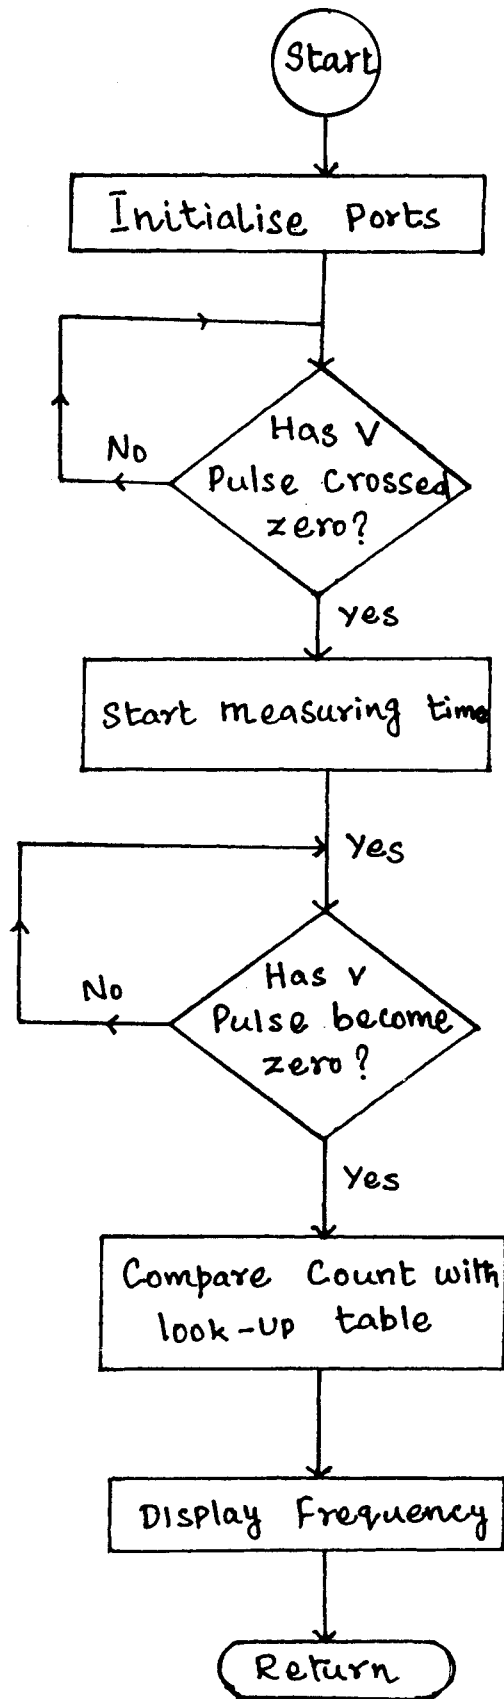 Start
Initialise Ports
Has V
No
Pulse crossed
zero?
yes
Start measuring time
Yes
Has v
No
Pulse become
zero?
Yes
Compare Count with
look-up table
Display Frequency
Return